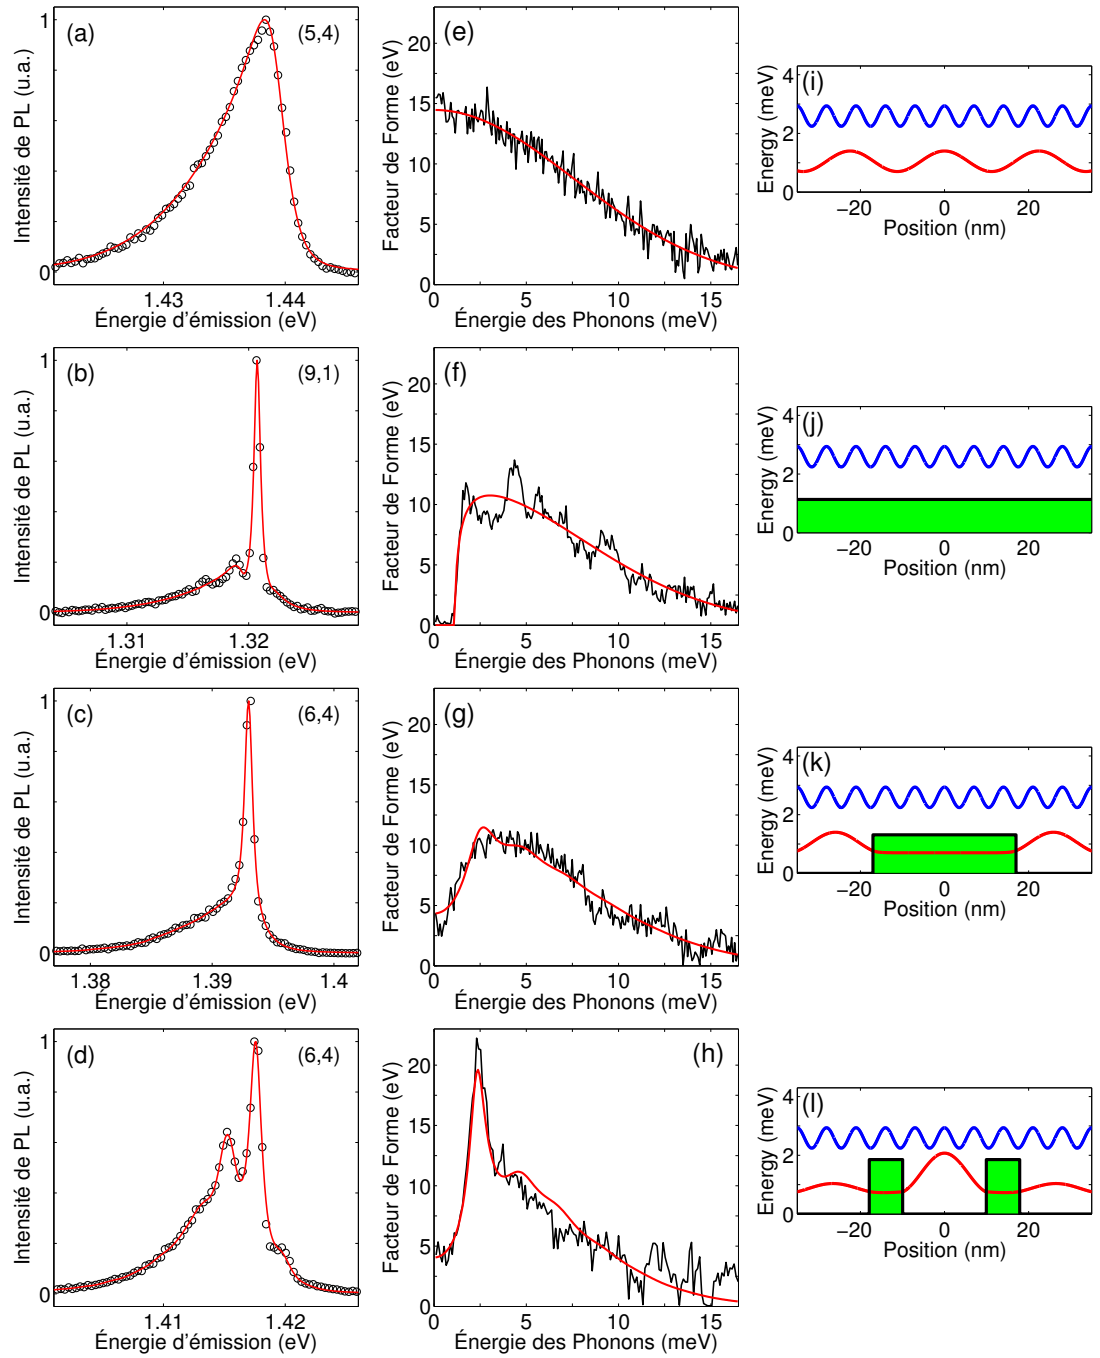 (a) (5,4)
Intensité de PL (u.a.)
1
0
1.43 1.44
Énergie d'émission (eV)
(e)
Facteur de Forme (eV)
20
15
10
5
0
0 5 10 15
Énergie des Phonons (meV)
(i)
Energy (meV)
4
2
0
−20 0 20
Position (nm)
(b) (9,1)
Intensité de PL (u.a.)
1
0
1.31 1.32
Énergie d'émission (eV)
(f)
Facteur de Forme (eV)
20
15
10
5
0
0 5 10 15
Énergie des Phonons (meV)
(j)
Energy (meV)
4
2
0
−20 0 20
Position (nm)
(c) (6,4)
Intensité de PL (u.a.)
1
0
1.38 1.39 1.4
Énergie d'émission (eV)
(g)
Facteur de Forme (eV)
20
15
10
5
0
0 5 10 15
Énergie des Phonons (meV)
(k)
Energy (meV)
4
2
0
−20 0 20
Position (nm)
(d) (6,4)
Intensité de PL (u.a.)
1
0
1.41 1.42
Énergie d'émission (eV)
(h)
Facteur de Forme (eV)
20
15
10
5
0
0 5 10 15
Énergie des Phonons (meV)
(l)
Energy (meV)
4
2
0
−20 0 20
Position (nm)